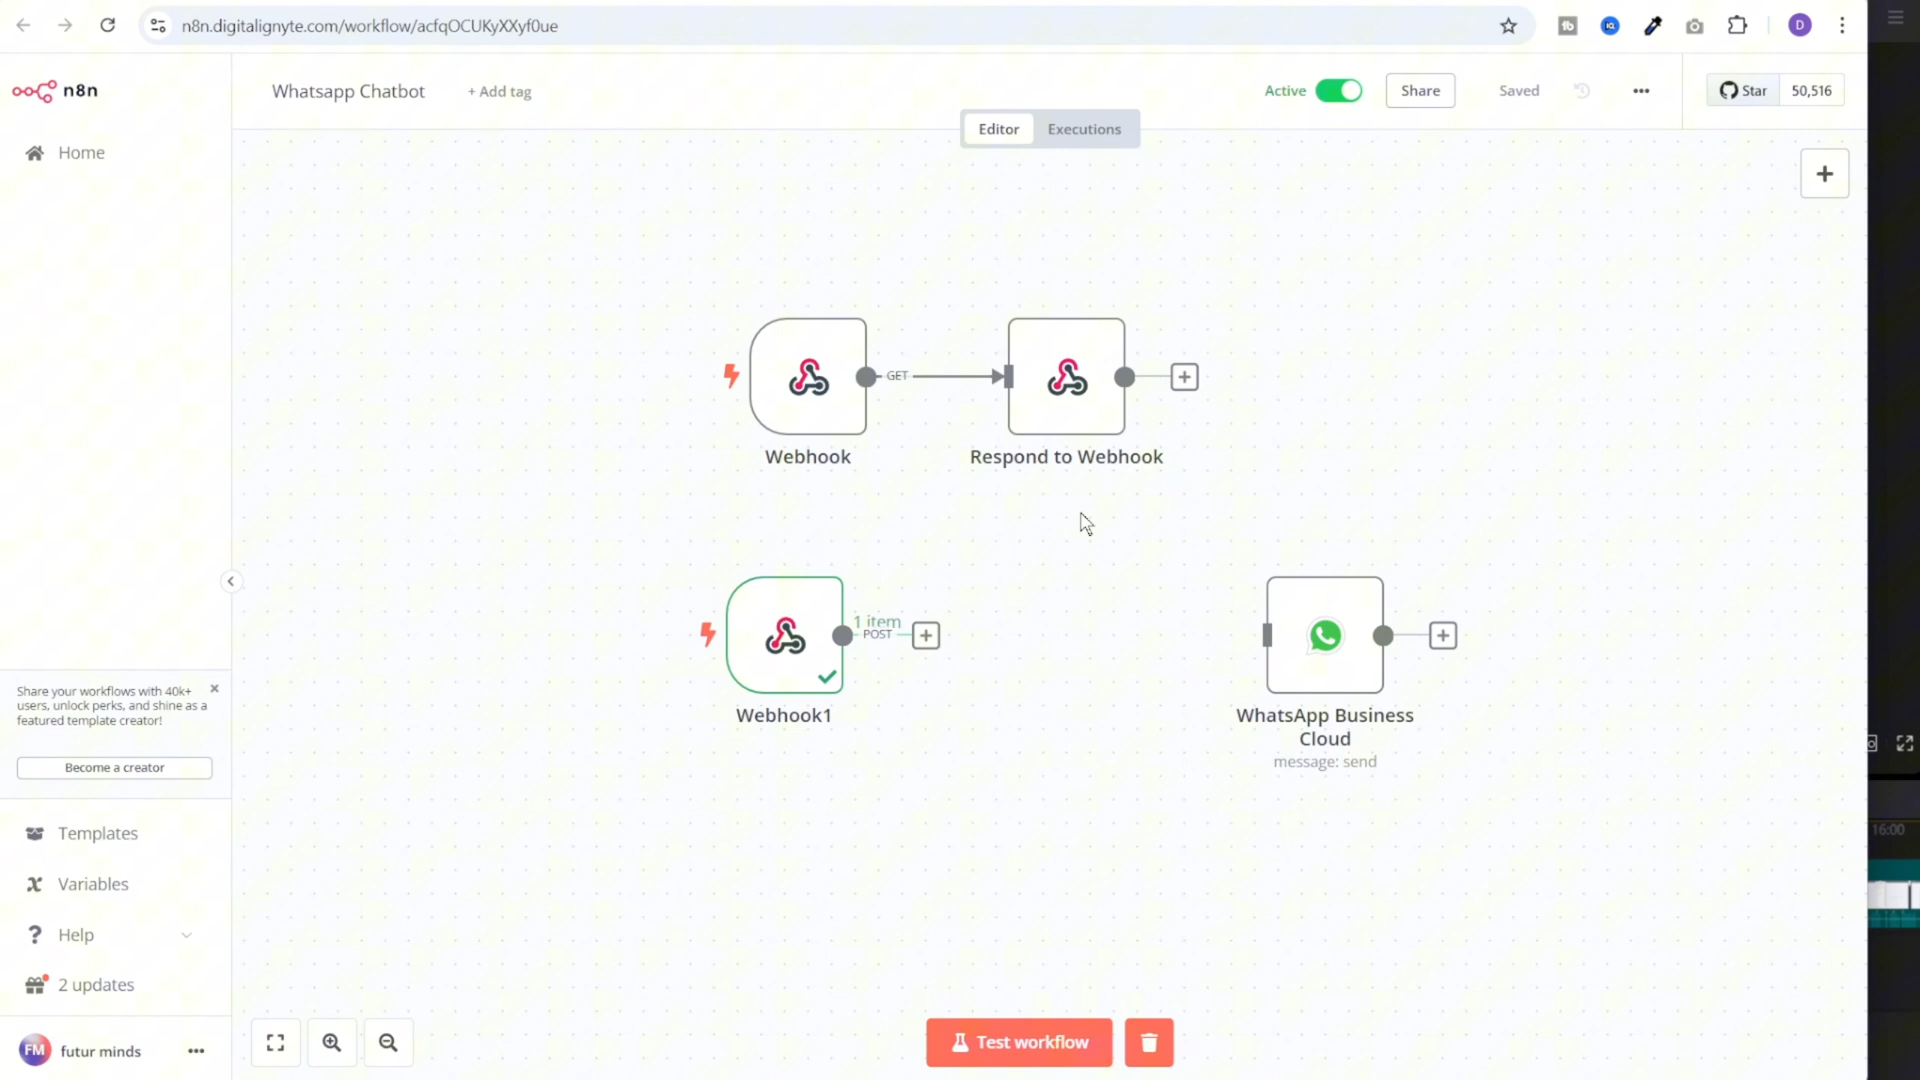 n8n.digitalignyte.com/workflow/acfqOCUKyXXyf0ue
D
n8n
Whatsapp Chatbot
+ Add tag
Active
Share
Saved
Star
50,516
Editor
Executions
Home
GET
Webhook
Respond to Webhook
1 item
POST
Webhook1
WhatsApp Business
Cloud
message: send
Share your workflows with 40k+
users, unlock perks, and shine as a
featured template creator!
Become a creator
Templates
Variables
Help
2 updates
FM
futur minds
Test workflow
16:00